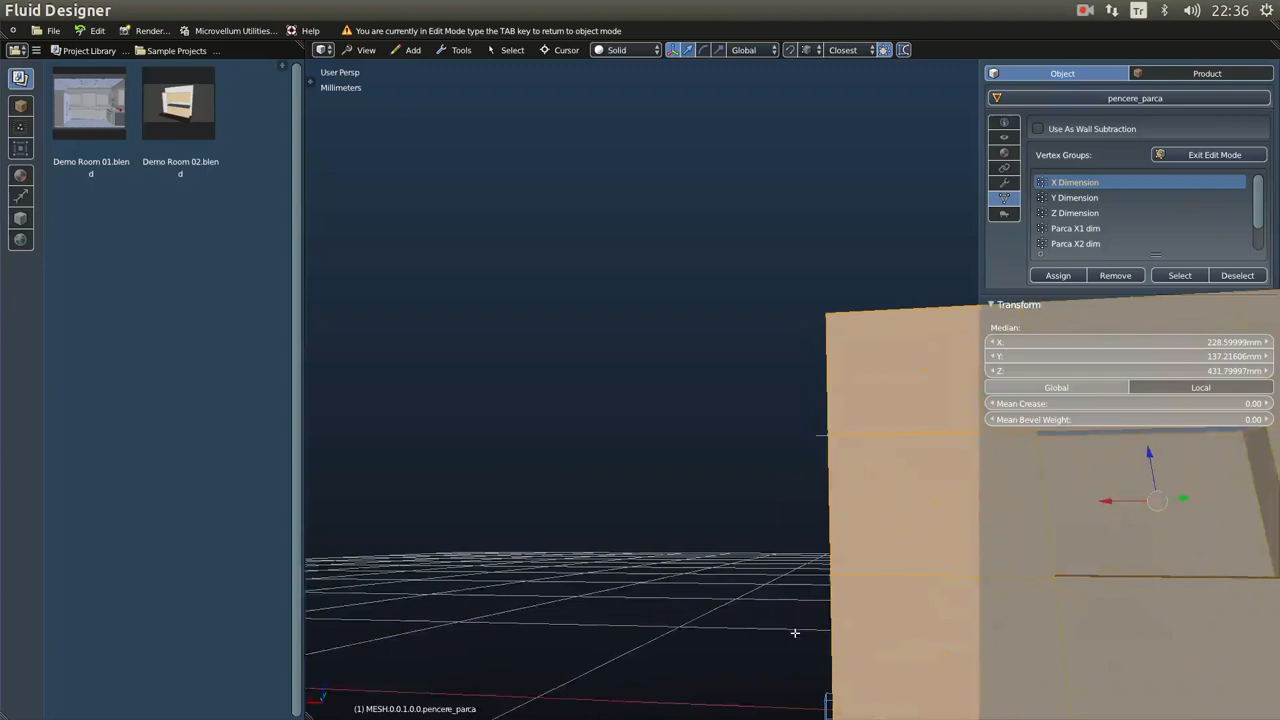 Fluid Designer
Tr
22:36
File
Edit
Render...
Microvellum Utilities...
Help
You are currently in Edit Mode type the TAB key to return to object mode
Project Library
Sample Projects
View
Add
Tools
Select
Cursor
Solid
Global
Closest
Demo Room 01.blen
d
Demo Room 02.blen
d
User Persp
Millimeters
Object
Product
pencere_parca
Use As Wall Subtraction
Vertex Groups:
Exit Edit Mode
X Dimension
Y Dimension
Z Dimension
Parca X1 dim
Parca X2 dim
Assign
Remove
Select
Deselect
Transform
Median:
X: 228.59999mm
Y: 137.21606mm
Z: 431.79997mm
Global
Local
Mean Crease: 0.00
Mean Bevel Weight: 0.00
(1) MESH.0.0.1.0.0.pencere_parca